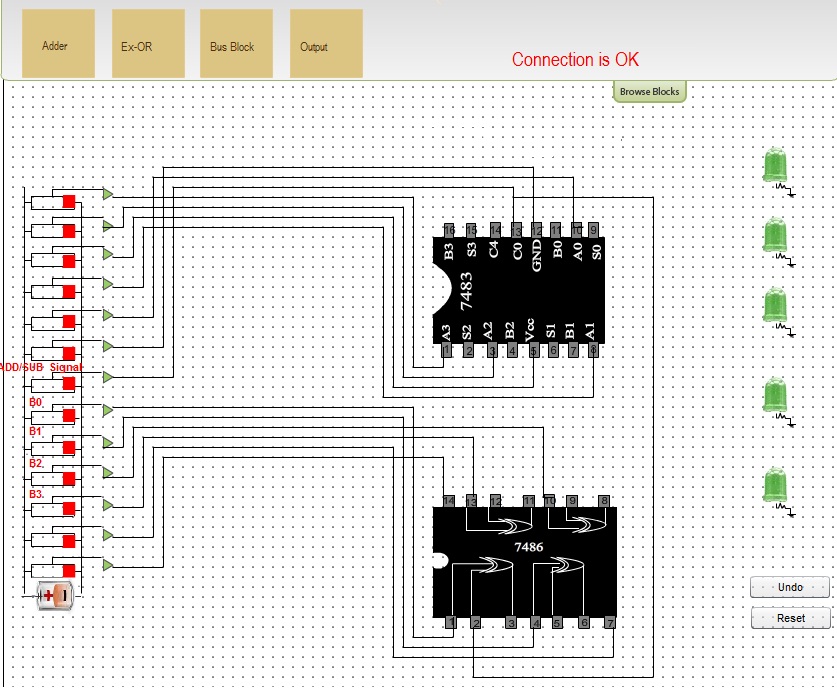 Adder
Ex-OR
Bus Block
Output
Connection is OK
Browse Blocks
16 15 14 13 12 11 10 9
B3 S3 C4 C0 GND B0 A0 S0
7483
A3 S2 A2 B2 Vcc S1 B1 A1
1 2 3 4 5 6 7 8
ADD/SUB Signal
B0
B1
B2
B3
14 13 12 11 10 9 8
7486
1 2 3 4 5 6 7
Undo
Reset